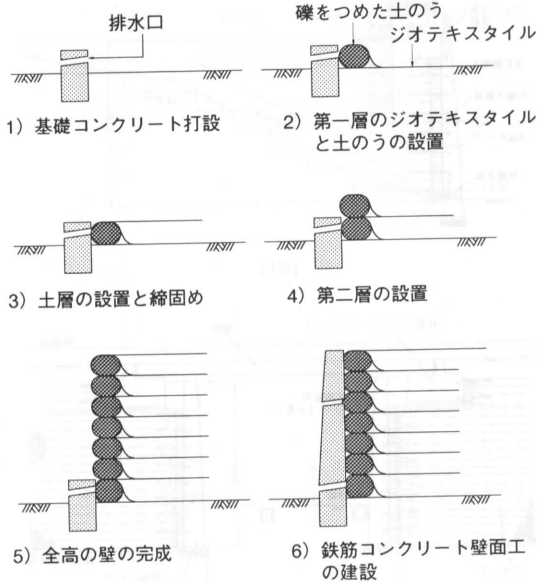 排水口
1) 基礎コンクリート打設
礫をつめた土のう
ジオテキスタイル
2) 第一層のジオテキスタイル
と土のうの設置
3) 土層の設置と締固め
4) 第二層の設置
5) 全高の壁の完成
6) 鉄筋コンクリート壁面工
の建設